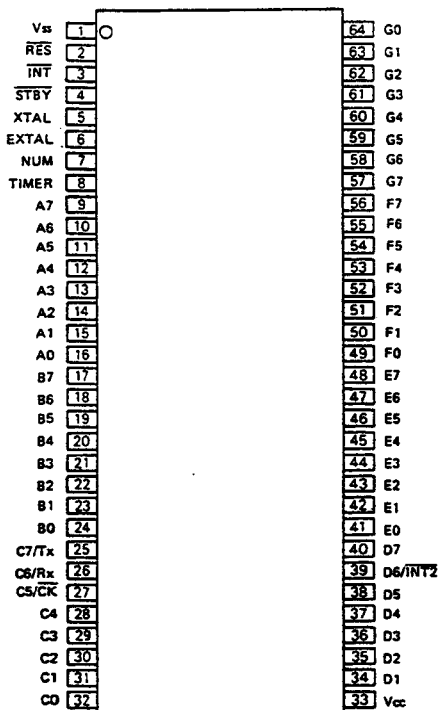 Vss 1 64 G0
RES 2 63 G1
INT 3 62 G2
STBY 4 61 G3
XTAL 5 60 G4
EXTAL 6 59 G5
NUM 7 58 G6
TIMER 8 57 G7
A7 9 56 F7
A6 10 55 F6
A5 11 54 F5
A4 12 53 F4
A3 13 52 F3
A2 14 51 F2
A1 15 50 F1
A0 16 49 F0
B7 17 48 E7
B6 18 47 E6
B5 19 46 E5
B4 20 45 E4
B3 21 44 E3
B2 22 43 E2
B1 23 42 E1
B0 24 41 E0
C7/Tx 25 40 D7
C6/Rx 26 39 D6/INT2
C5/CK 27 38 D5
C4 28 37 D4
C3 29 36 D3
C2 30 35 D2
C1 31 34 D1
C0 32 33 Vcc